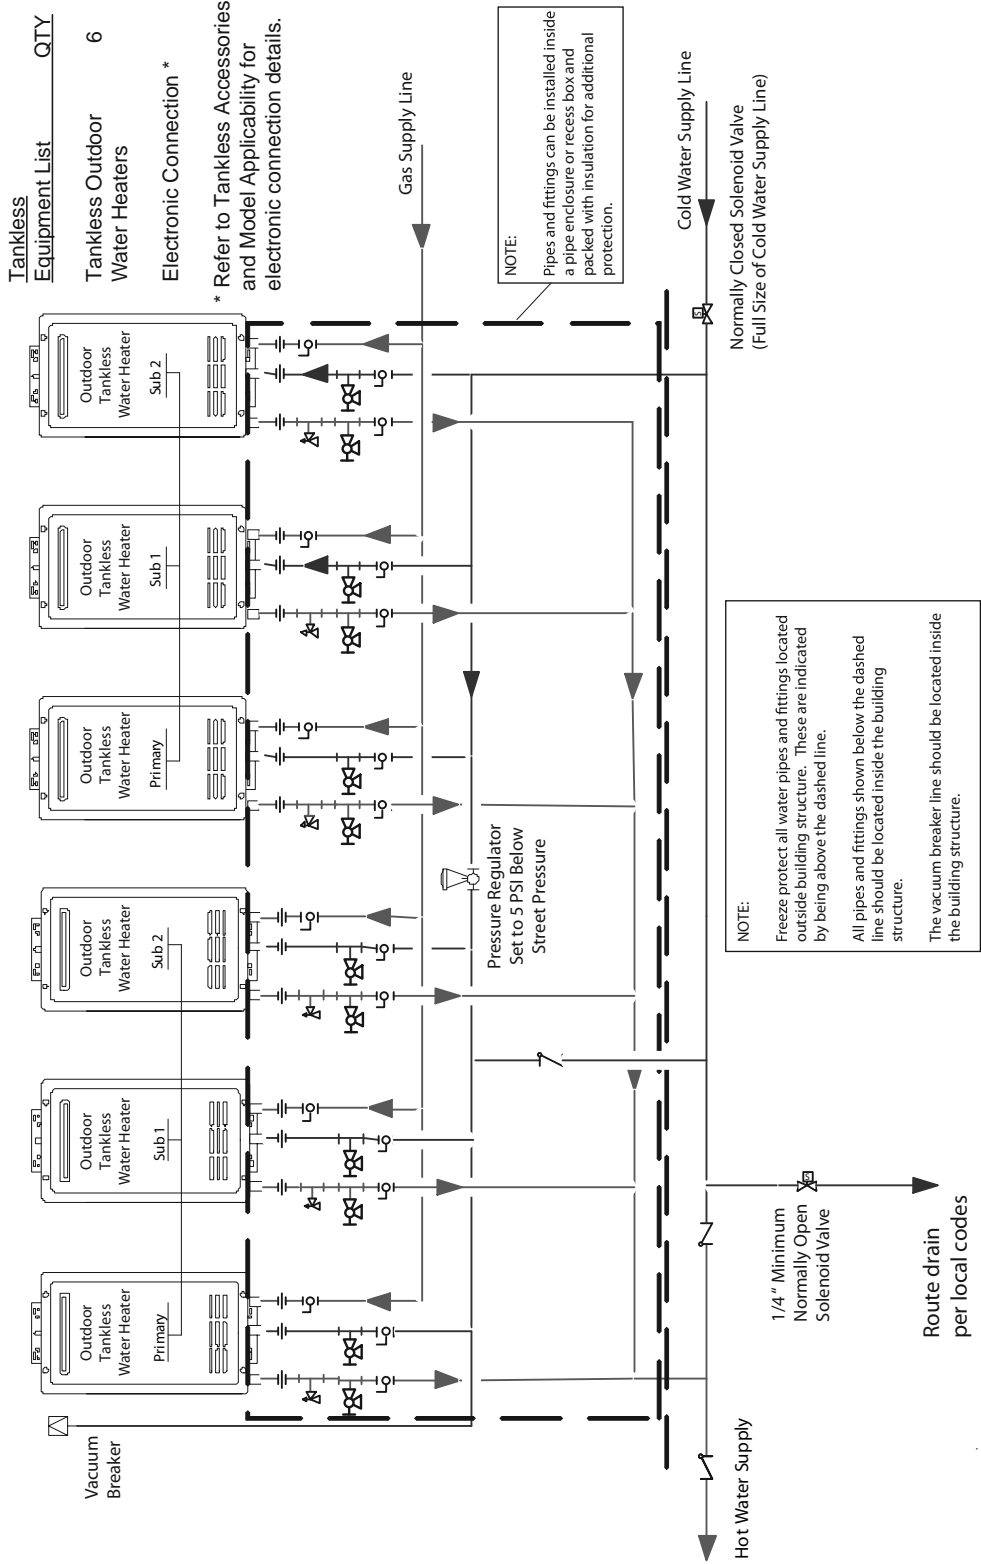 Tankless
Equipment List QTY
Tankless Outdoor 6
Water Heaters
Electronic Connection *
* Refer to Tankless Accessories
and Model Applicability for
electronic connection details.
Vacuum
Breaker
Outdoor
Tankless
Water Heater
Primary
Outdoor
Tankless
Water Heater
Sub 1
Outdoor
Tankless
Water Heater
Sub 2
Outdoor
Tankless
Water Heater
Primary
Outdoor
Tankless
Water Heater
Sub 1
Outdoor
Tankless
Water Heater
Sub 2
Gas Supply Line
Pressure Regulator
Set to 5 PSI Below
Street Pressure
NOTE:
Pipes and fittings can be installed inside
a pipe enclosure or recess box and
packed with insulation for additional
protection.
Cold Water Supply Line
S
Normally Closed Solenoid Valve
(Full Size of Cold Water Supply Line)
Hot Water Supply
1/4" Minimum
Normally Open
Solenoid Valve
S
Route drain
per local codes
NOTE:
Freeze protect all water pipes and fittings located
outside building structure. These are indicated
by being above the dashed line.
All pipes and fittings shown below the dashed
line should be located inside the building
structure.
The vacuum breaker line should be located inside
the building structure.